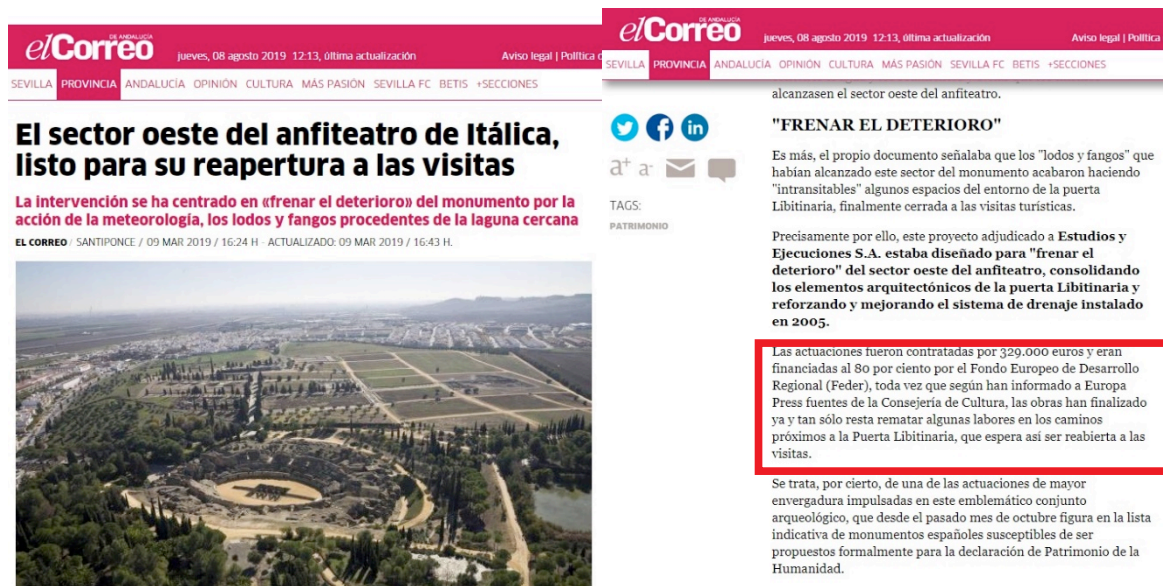 el Correo
DE ANDALUCÍA
jueves, 08 agosto 2019 12:13, última actualización
Aviso legal | Política
SEVILLA PROVINCIA ANDALUCÍA OPINIÓN CULTURA MÁS PASIÓN SEVILLA FC BETIS +SECCIONES
El sector oeste del anfiteatro de Itálica,
listo para su reapertura a las visitas
La intervención se ha centrado en «frenar el deterioro» del monumento por la
acción de la meteorología, los lodos y fangos procedentes de la laguna cercana
EL CORREO / SANTIPONCE / 09 MAR 2019 / 16:24 H - ACTUALIZADO: 09 MAR 2019 / 16:43 H.
el Correo
DE ANDALUCÍA
jueves, 08 agosto 2019 12:13, última actualización
Aviso legal | Política
SEVILLA PROVINCIA ANDALUCÍA OPINIÓN CULTURA MÁS PASIÓN SEVILLA FC BETIS +SECCIONES
alcanzasen el sector oeste del anfiteatro.
a+ a-
TAGS:
PATRIMONIO
"FRENAR EL DETERIORO"
Es más, el propio documento señalaba que los "lodos y fangos" que
habían alcanzado este sector del monumento acabaron haciendo
"intransitables" algunos espacios del entorno de la puerta
Libitinaria, finalmente cerrada a las visitas turísticas.
Precisamente por ello, este proyecto adjudicado a Estudios y
Ejecuciones S.A. estaba diseñado para "frenar el
deterioro" del sector oeste del anfiteatro, consolidando
los elementos arquitectónicos de la puerta Libitinaria y
reforzando y mejorando el sistema de drenaje instalado
en 2005.
Las actuaciones fueron contratadas por 329.000 euros y eran
financiadas al 80 por ciento por el Fondo Europeo de Desarrollo
Regional (Feder), toda vez que según han informado a Europa
Press fuentes de la Consejería de Cultura, las obras han finalizado
ya y tan sólo resta rematar algunas labores en los caminos
próximos a la Puerta Libitinaria, que espera así ser reabierta a las
visitas.
Se trata, por cierto, de una de las actuaciones de mayor
envergadura impulsadas en este emblemático conjunto
arqueológico, que desde el pasado mes de octubre figura en la lista
indicativa de monumentos españoles susceptibles de ser
propuestos formalmente para la declaración de Patrimonio de la
Humanidad.